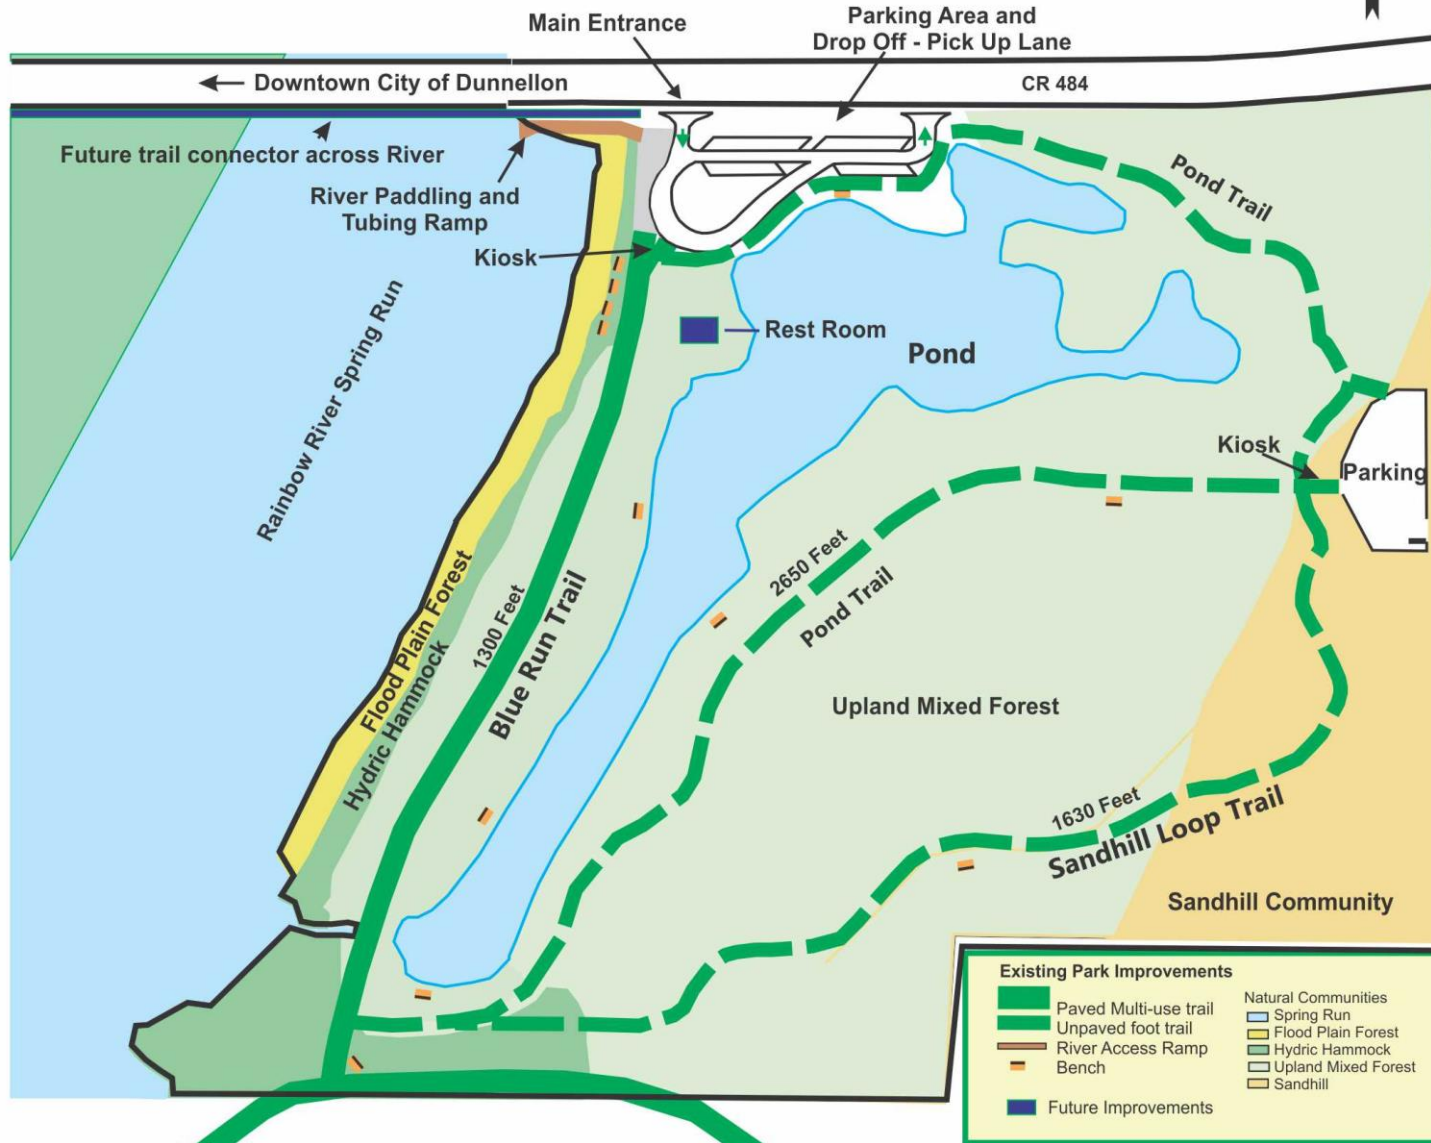 Main Entrance
Parking Area and
Drop Off - Pick Up Lane
Downtown City of Dunnellon
CR 484
Future trail connector across River
River Paddling and
Tubing Ramp
Kiosk
Pond Trail
Rest Room
Pond
Rainbow River Spring Run
Kiosk
Parking
2650 Feet
Pond Trail
1300 Feet
Blue Run Trail
Flood Plain Forest
Hydric Hammock
Upland Mixed Forest
1630 Feet
Sandhill Loop Trail
Sandhill Community
Existing Park Improvements
Paved Multi-use trail
Unpaved foot trail
River Access Ramp
Bench
Future Improvements
Natural Communities
Spring Run
Flood Plain Forest
Hydric Hammock
Upland Mixed Forest
Sandhill